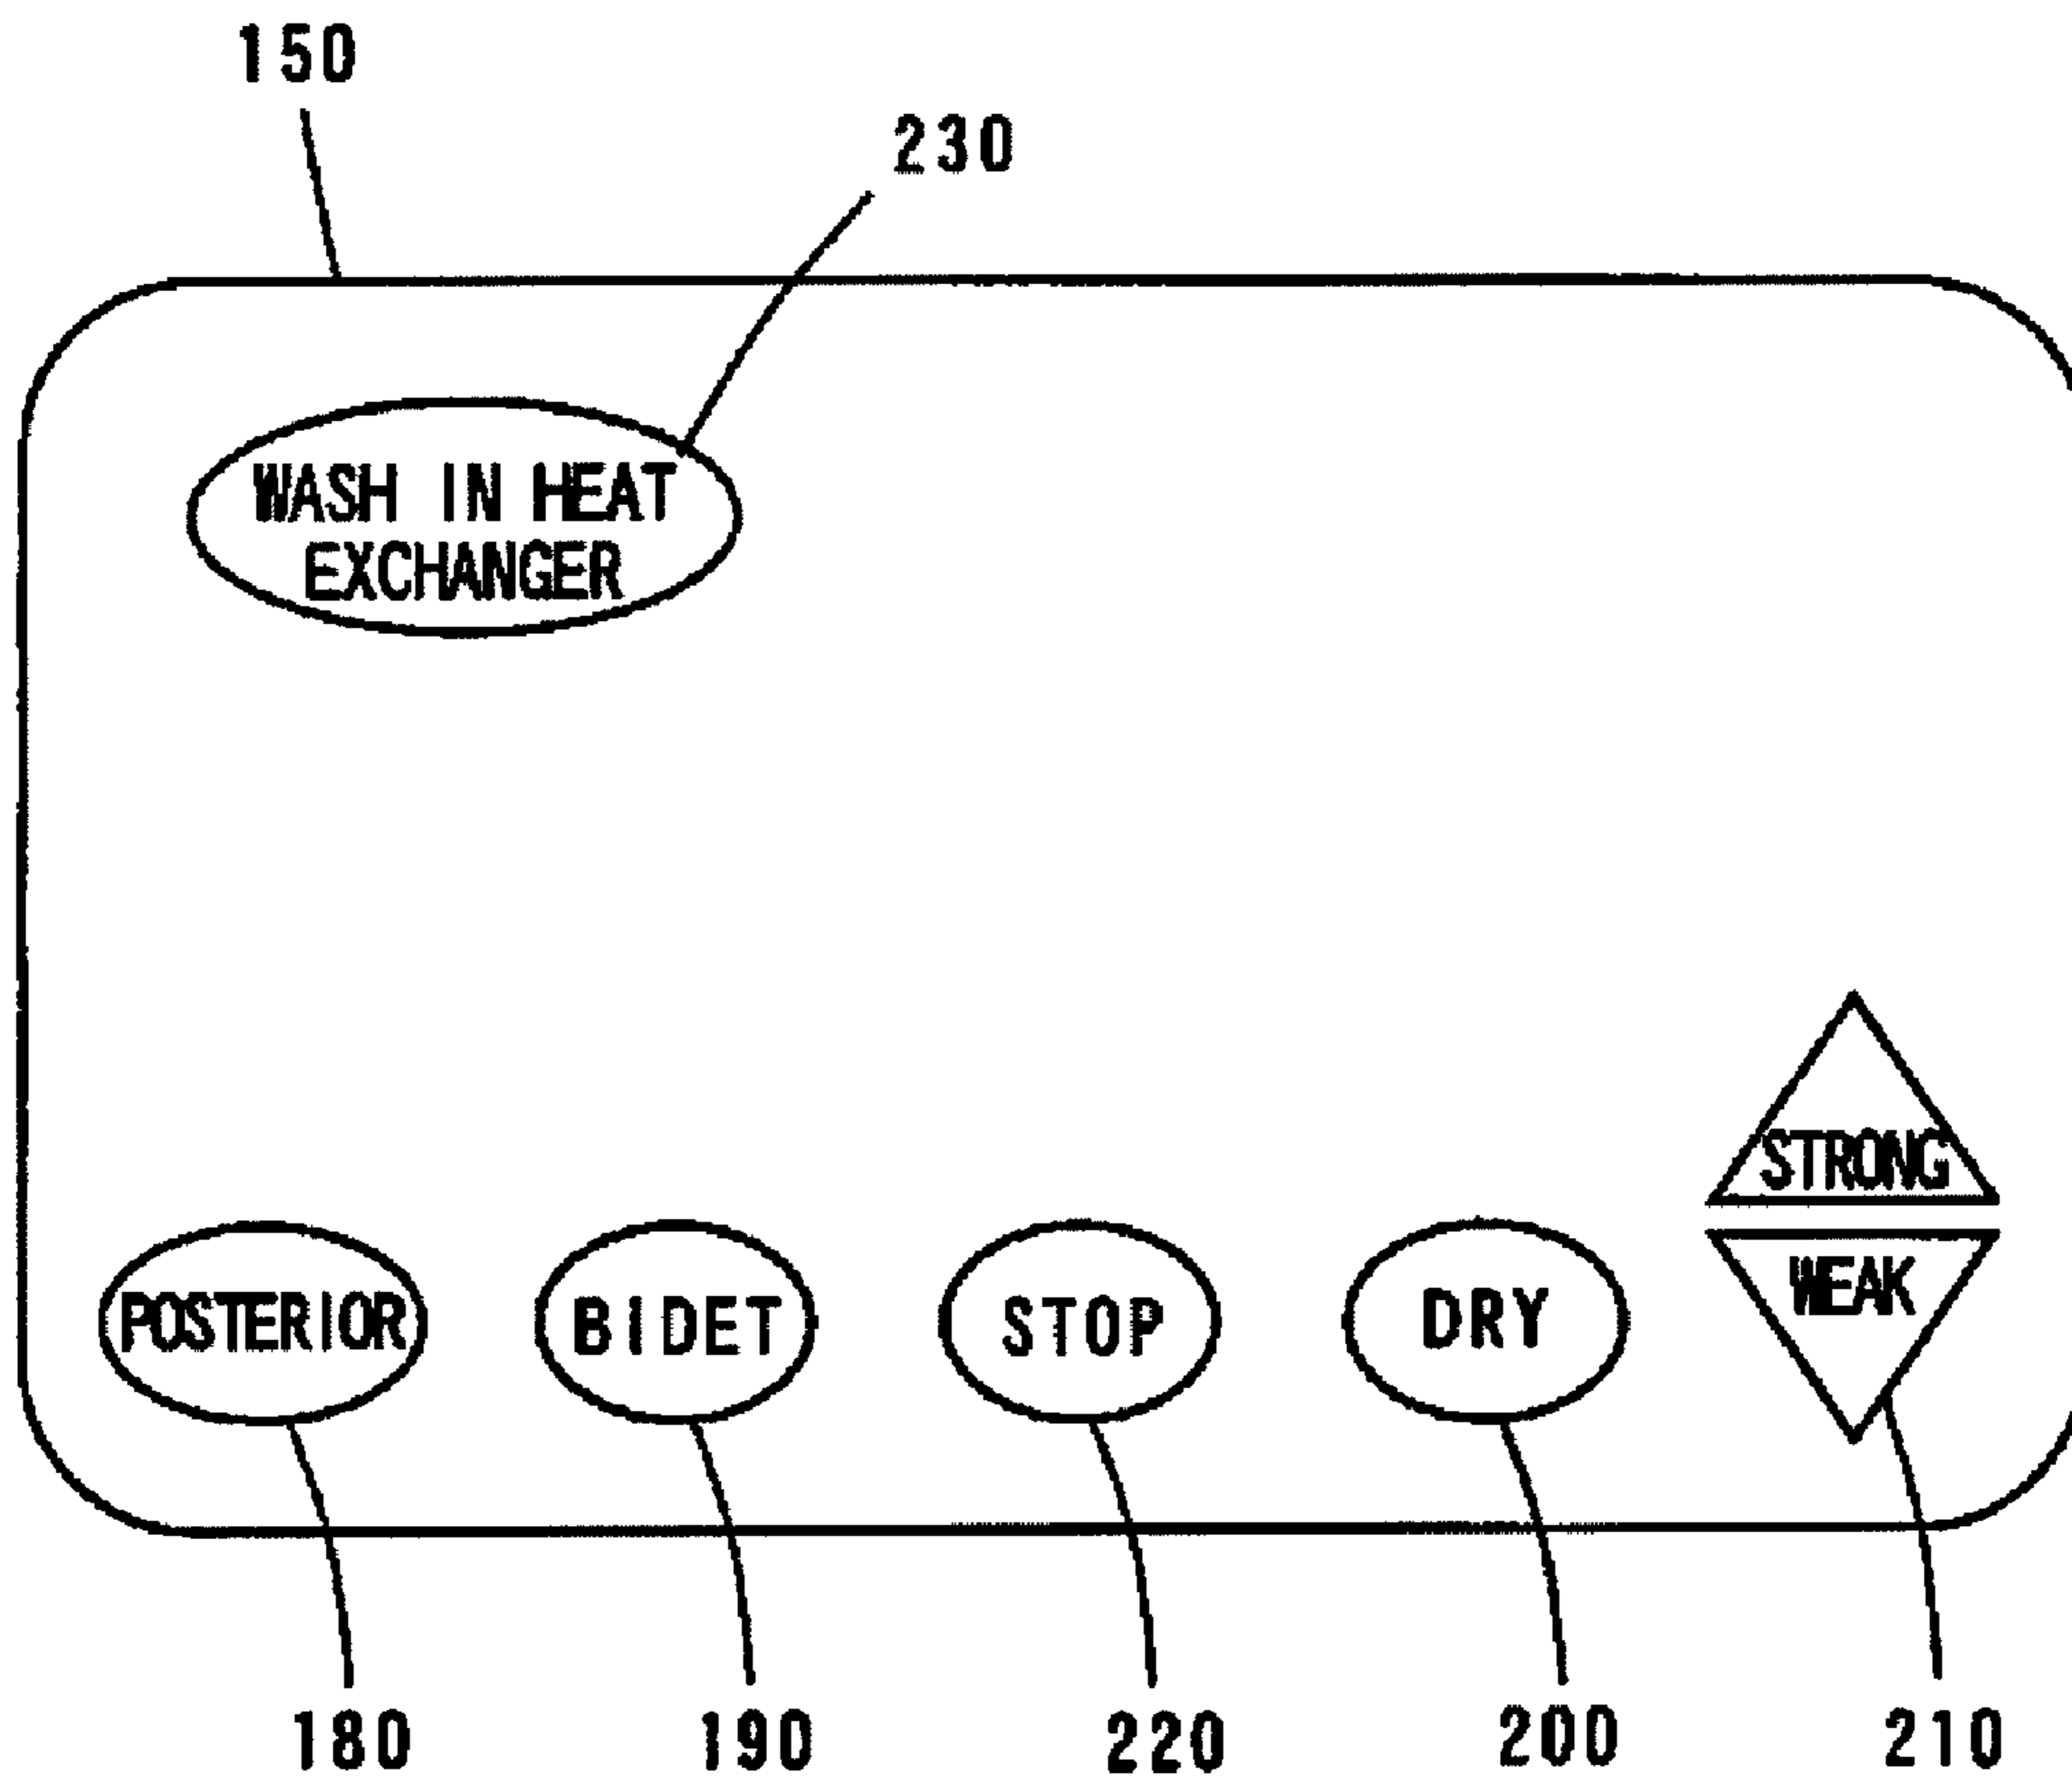 150
230
WASH IN HEAT
EXCHANGER
STRONG
WEAK
POSTERIOR
BIDET
STOP
DRY
180
190
220
200
210